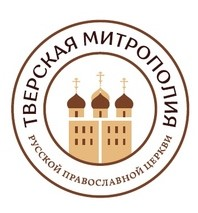 ТВЕРСКАЯ МИТРОПОЛИЯ
РУССКОЙ ПРАВОСЛАВНОЙ ЦЕРКВИ